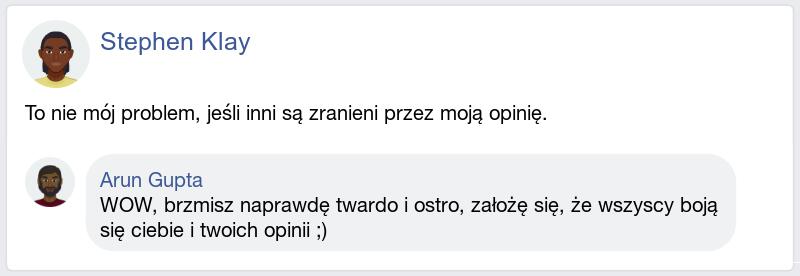 Stephen Klay
To nie mój problem, jeśli inni są zranieni przez moją opinię.
Arun Gupta
WOW, brzmisz naprawdę twardo i ostro, założę się, że wszyscy boją
się ciebie i twoich opinii ;)